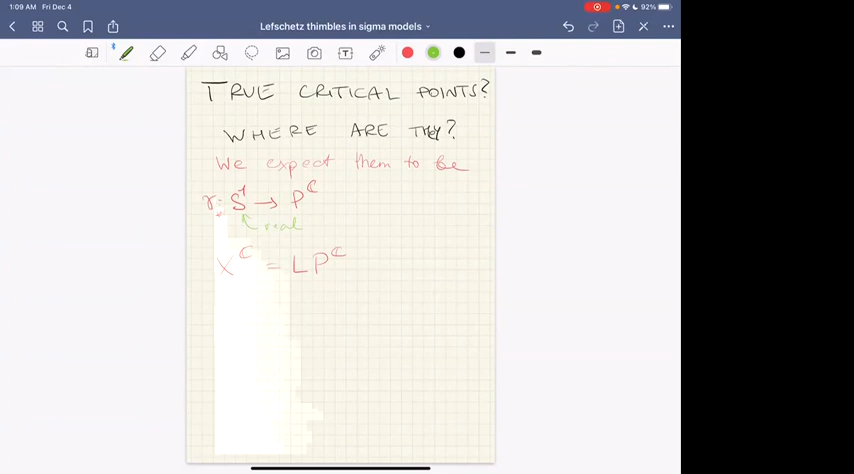 1:09 AM Fri Dec 4
92%
Lefschetz thimbles in sigma models
TRUE CRITICAL POINTS?
WHERE ARE THEY?
We expect them to be
γ: S¹ → P^ℂ
↑ real
X^ℂ = LP^ℂ